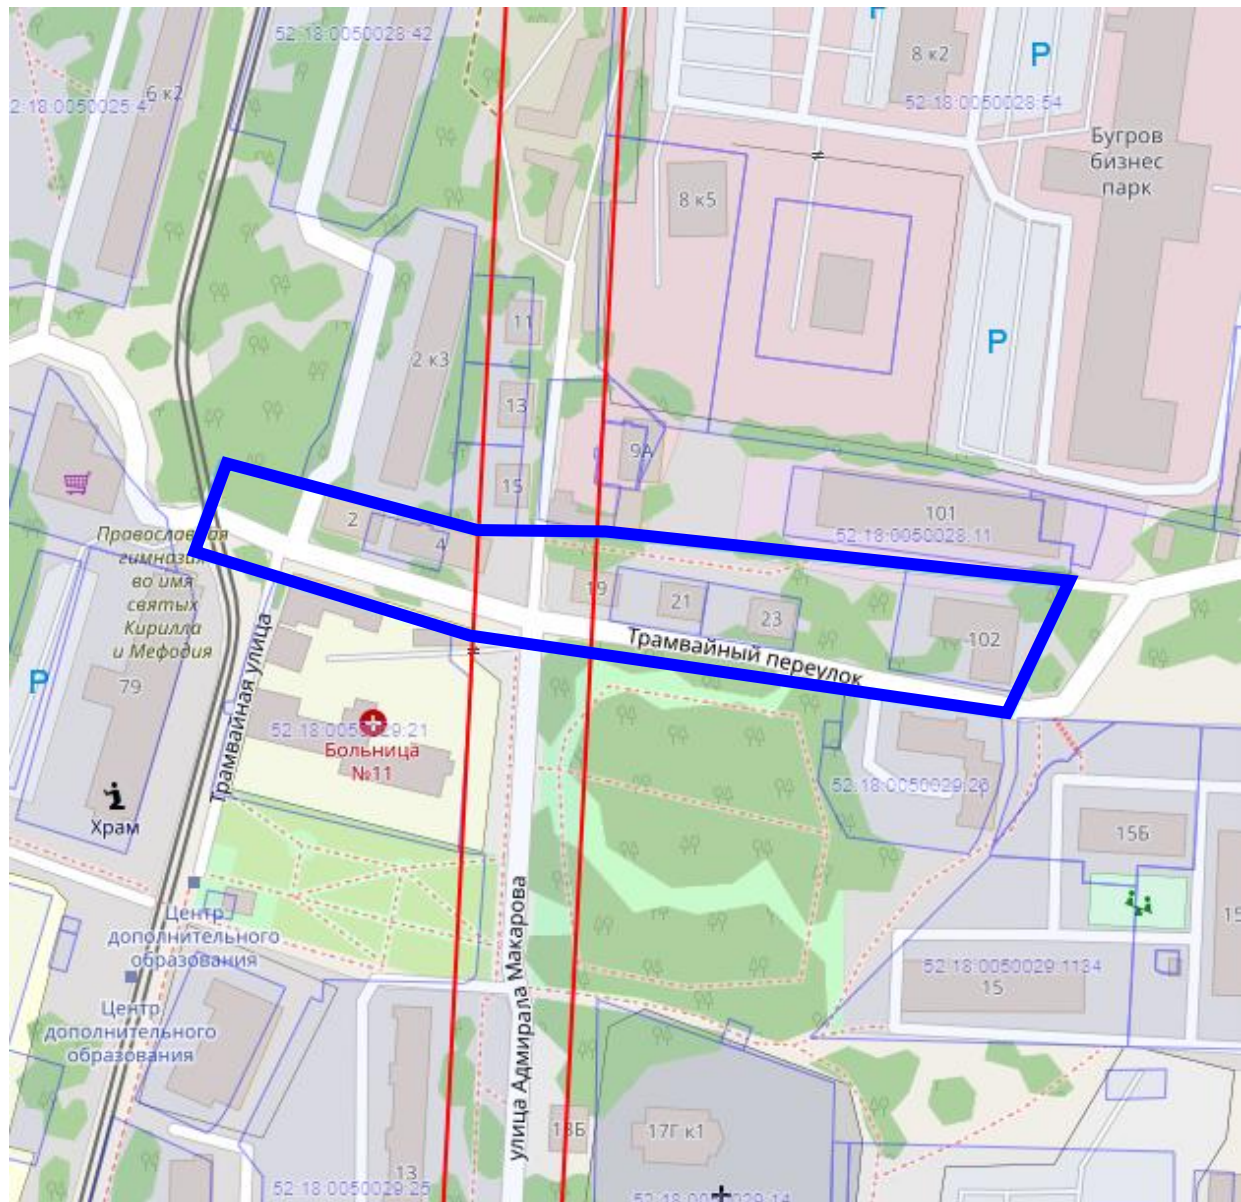 52:18:0050028:42
P
8 к2
P
6 к2
52:18:0050028:54
Бугров
бизнес
парк
8 к5
11
2 к3
P
13
9А
15
2
101
4
52:18:0050028:11
Православная
гимназия
во имя
святых
Кирилла
и Мефодия
19
21
23
102
Трамвайный переулок
Трамвайная улица
P
79
52:18:0050029:21
Больница
№11
52:18:0050029:26
Храм
15Б
Центр
дополнительного
образования
улица Адмирала Макарова
52:18:0050029:1134
15
Центр
дополнительного
образования
13Б
17Г к1
13
52:18:0050029:25
52:18:0050029:14